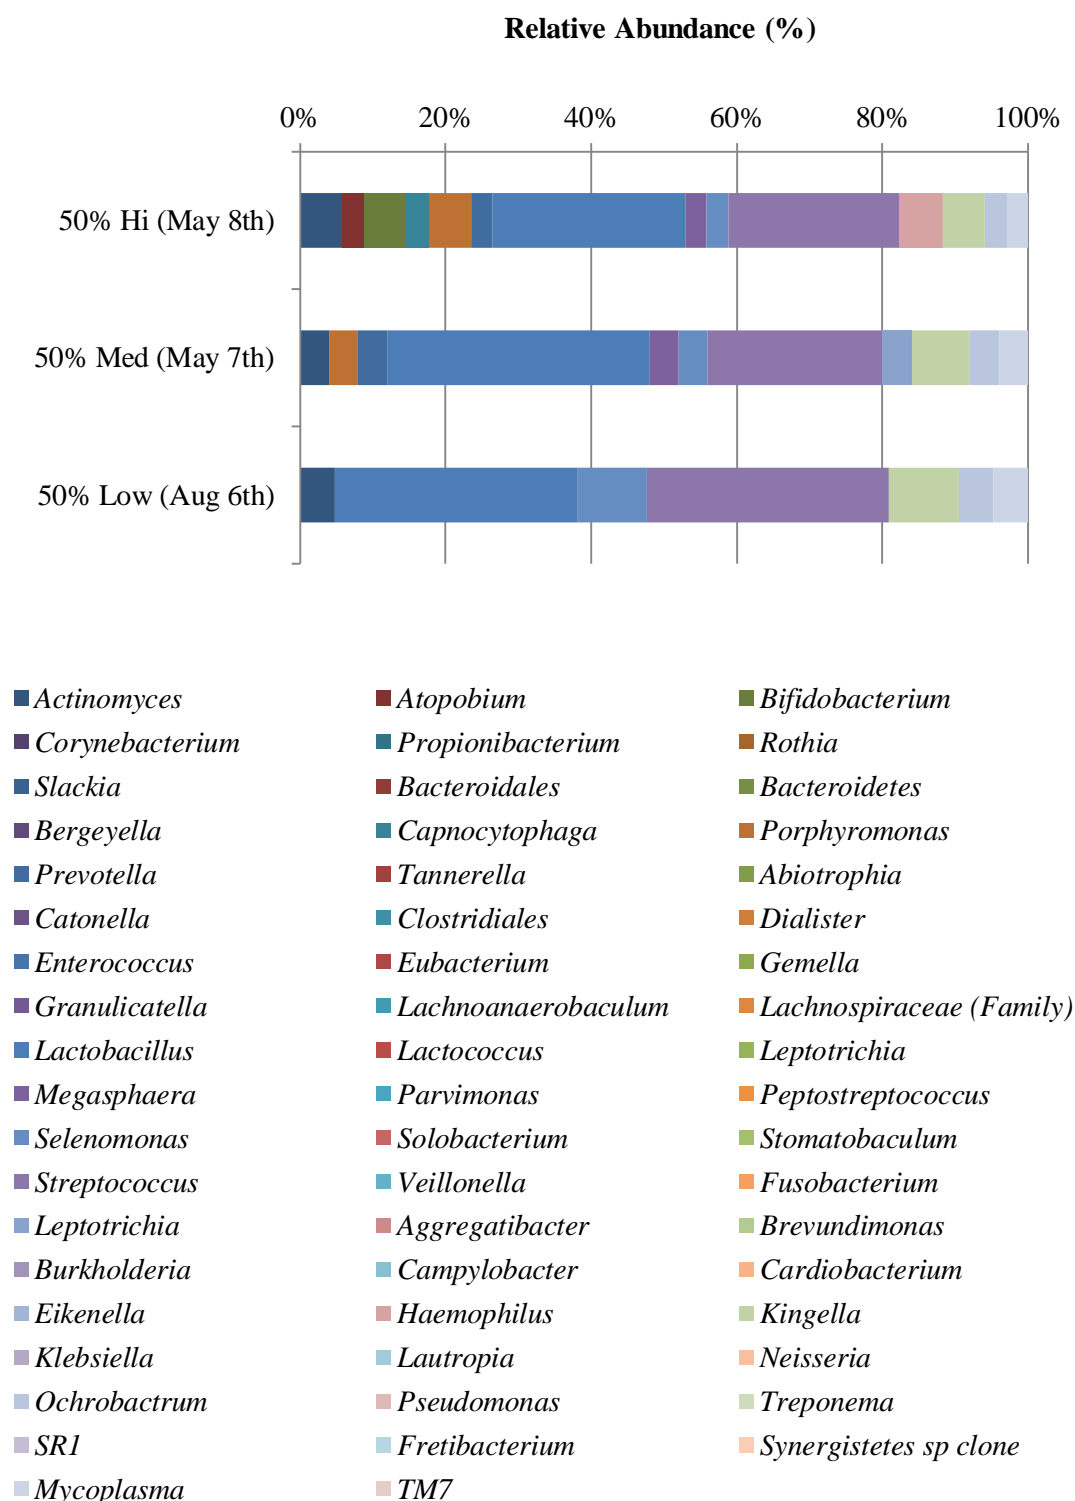 Relative Abundance (%)
0% 20% 40% 60% 80% 100%
50% Hi (May 8th)
50% Med (May 7th)
50% Low (Aug 6th)
Actinomyces Atopobium Bifidobacterium
Corynebacterium Propionibacterium Rothia
Slackia Bacteroidales Bacteroidetes
Bergeyella Capnocytophaga Porphyromonas
Prevotella Tannerella Abiotrophia
Catonella Clostridiales Dialister
Enterococcus Eubacterium Gemella
Granulicatella Lachnoanaerobaculum Lachnospiraceae (Family)
Lactobacillus Lactococcus Leptotrichia
Megasphaera Parvimonas Peptostreptococcus
Selenomonas Solobacterium Stomatobaculum
Streptococcus Veillonella Fusobacterium
Leptotrichia Aggregatibacter Brevundimonas
Burkholderia Campylobacter Cardiobacterium
Eikenella Haemophilus Kingella
Klebsiella Lautropia Neisseria
Ochrobactrum Pseudomonas Treponema
SR1 Fretibacterium Synergistetes sp clone
Mycoplasma TM7